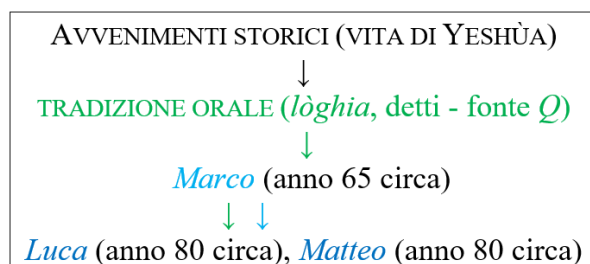 AVVENIMENTI STORICI (VITA DI YESHÙA)
↓
TRADIZIONE ORALE (lòghia, detti - fonte Q)
↓
Marco (anno 65 circa)
↓ ↓
Luca (anno 80 circa), Matteo (anno 80 circa)